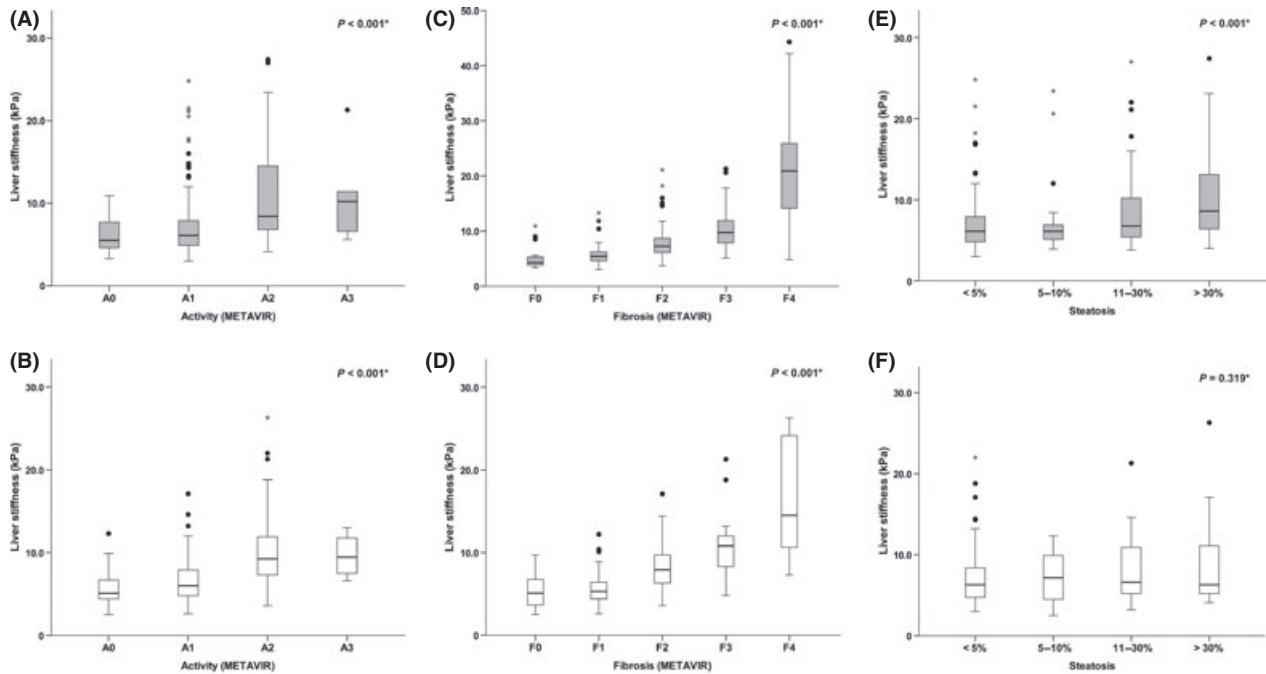 (A)
P < 0.001*
30.0
20.0
10.0
0
Liver stiffness (kPa)
A0 A1 A2 A3
Activity (METAVIR)
(C)
P < 0.001*
50.0
40.0
30.0
20.0
10.0
0
Liver stiffness (kPa)
F0 F1 F2 F3 F4
Fibrosis (METAVIR)
(E)
P < 0.001*
30.0
20.0
10.0
0
Liver stiffness (kPa)
< 5% 5–10% 11–30% > 30%
Steatosis
(B)
P < 0.001*
30.0
20.0
10.0
0
Liver stiffness (kPa)
A0 A1 A2 A3
Activity (METAVIR)
(D)
P < 0.001*
30.0
20.0
10.0
0
Liver stiffness (kPa)
F0 F1 F2 F3 F4
Fibrosis (METAVIR)
(F)
P = 0.319*
30.0
20.0
10.0
0
Liver stiffness (kPa)
< 5% 5–10% 11–30% > 30%
Steatosis